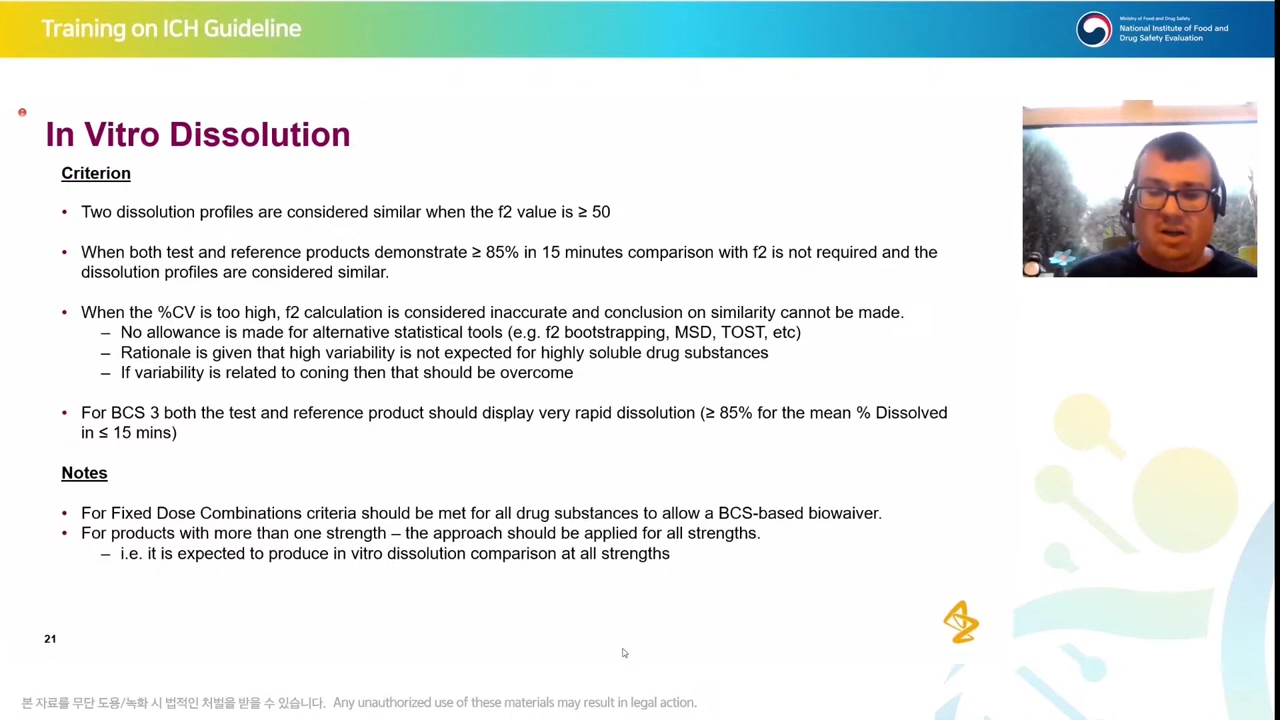 Training on ICH Guideline
Ministry of Food and Drug Safety
National Institute of Food and
Drug Safety Evaluation
In Vitro Dissolution
Criterion
• Two dissolution profiles are considered similar when the f2 value is ≥ 50
• When both test and reference products demonstrate ≥ 85% in 15 minutes comparison with f2 is not required and the
dissolution profiles are considered similar.
• When the %CV is too high, f2 calculation is considered inaccurate and conclusion on similarity cannot be made.
– No allowance is made for alternative statistical tools (e.g. f2 bootstrapping, MSD, TOST, etc)
– Rationale is given that high variability is not expected for highly soluble drug substances
– If variability is related to coning then that should be overcome
• For BCS 3 both the test and reference product should display very rapid dissolution (≥ 85% for the mean % Dissolved
in ≤ 15 mins)
Notes
• For Fixed Dose Combinations criteria should be met for all drug substances to allow a BCS-based biowaiver.
• For products with more than one strength – the approach should be applied for all strengths.
– i.e. it is expected to produce in vitro dissolution comparison at all strengths
21
본 자료를 무단 도용/녹화 시 법적인 처벌을 받을 수 있습니다. Any unauthorized use of these materials may result in legal action.